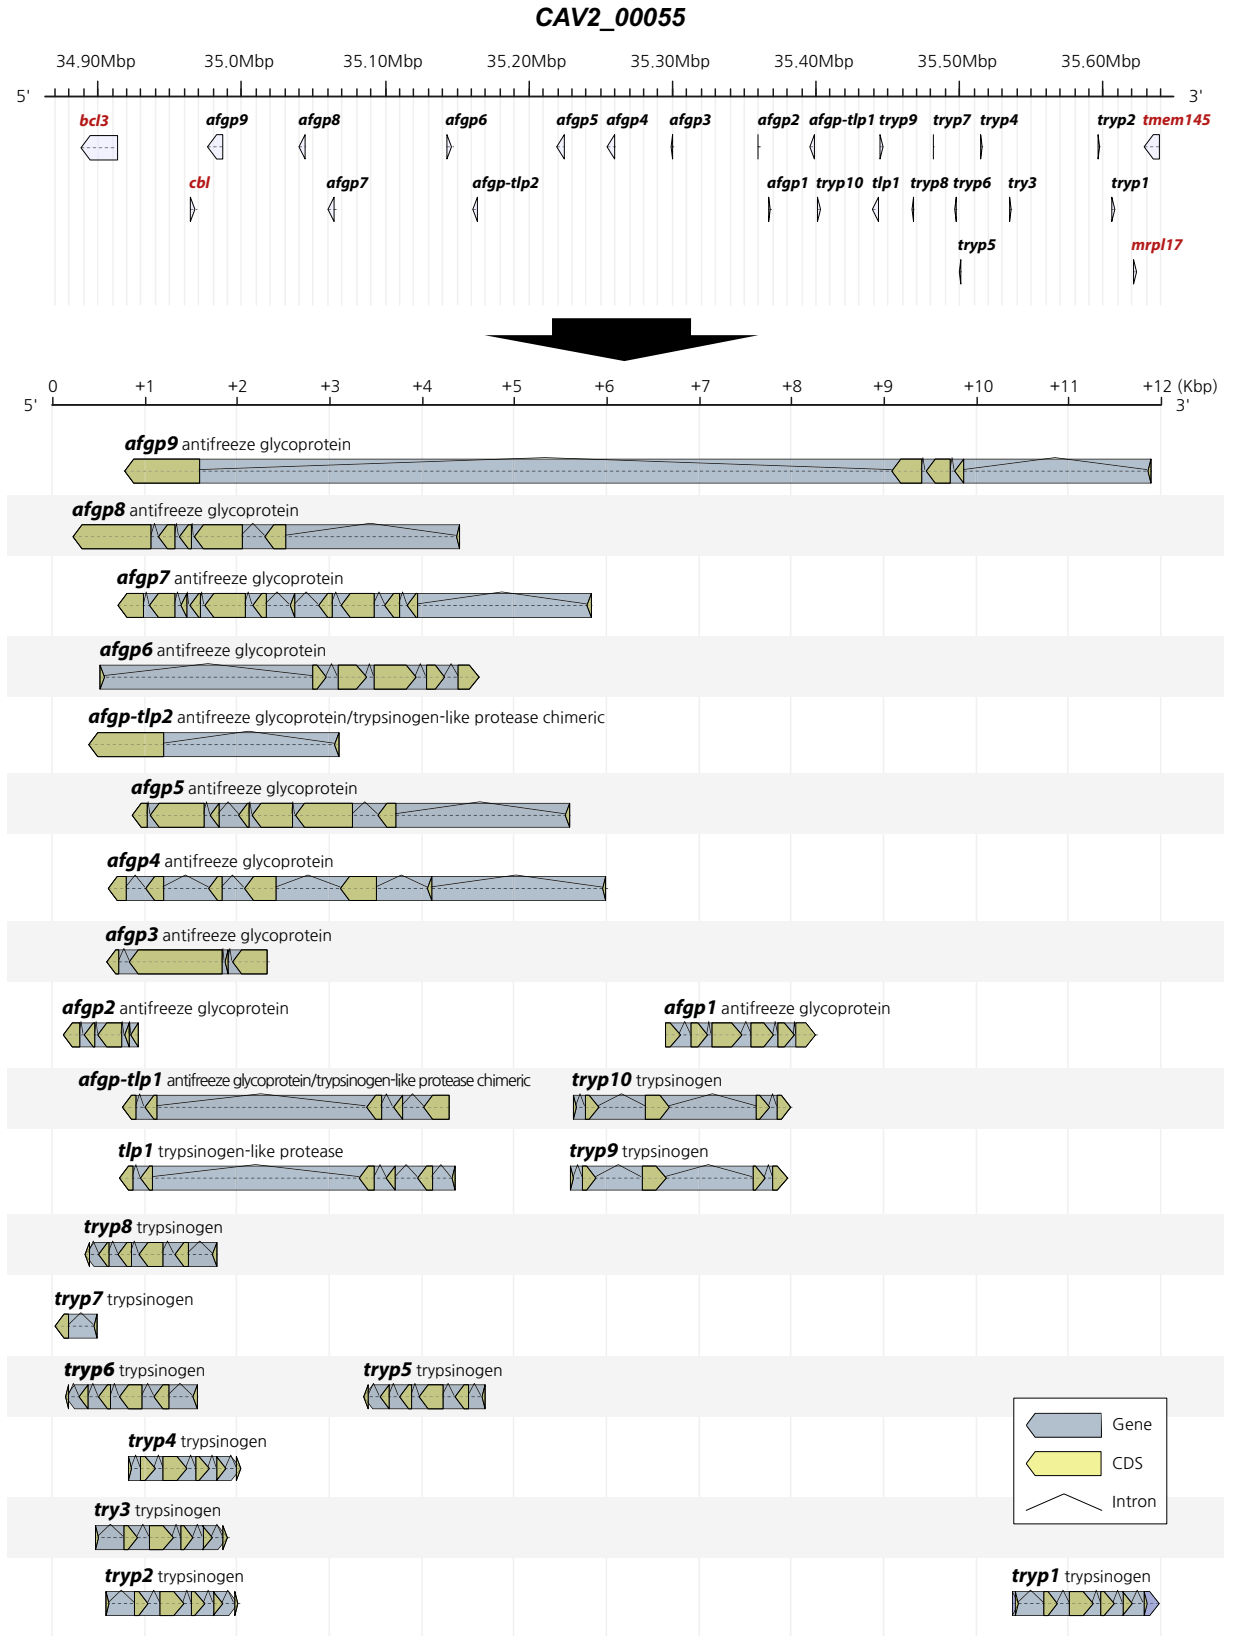 CAV2_00055
34.90Mbp 35.0Mbp 35.10Mbp 35.20Mbp 35.30Mbp 35.40Mbp 35.50Mbp 35.60Mbp
5' 3'
bcl3 afgp9 afgp8 afgp6 afgp5 afgp4 afgp3 afgp2 afgp-tlp1 tryp9 tryp7 tryp4 tryp2 tmem145
cbl afgp7 afgp-tlp2 afgp1 tryp10 tlp1 tryp8 tryp6 try3 tryp1
tryp5 mrpl17
0 +1 +2 +3 +4 +5 +6 +7 +8 +9 +10 +11 +12 (Kbp)
5' 3'
afgp9 antifreeze glycoprotein
afgp8 antifreeze glycoprotein
afgp7 antifreeze glycoprotein
afgp6 antifreeze glycoprotein
afgp-tlp2 antifreeze glycoprotein/trypsinogen-like protease chimeric
afgp5 antifreeze glycoprotein
afgp4 antifreeze glycoprotein
afgp3 antifreeze glycoprotein
afgp2 antifreeze glycoprotein afgp1 antifreeze glycoprotein
afgp-tlp1 antifreeze glycoprotein/trypsinogen-like protease chimeric tryp10 trypsinogen
tlp1 trypsinogen-like protease tryp9 trypsinogen
tryp8 trypsinogen
tryp7 trypsinogen
tryp6 trypsinogen tryp5 trypsinogen
Gene
tryp4 trypsinogen
CDS
Intron
try3 trypsinogen
tryp2 trypsinogen tryp1 trypsinogen